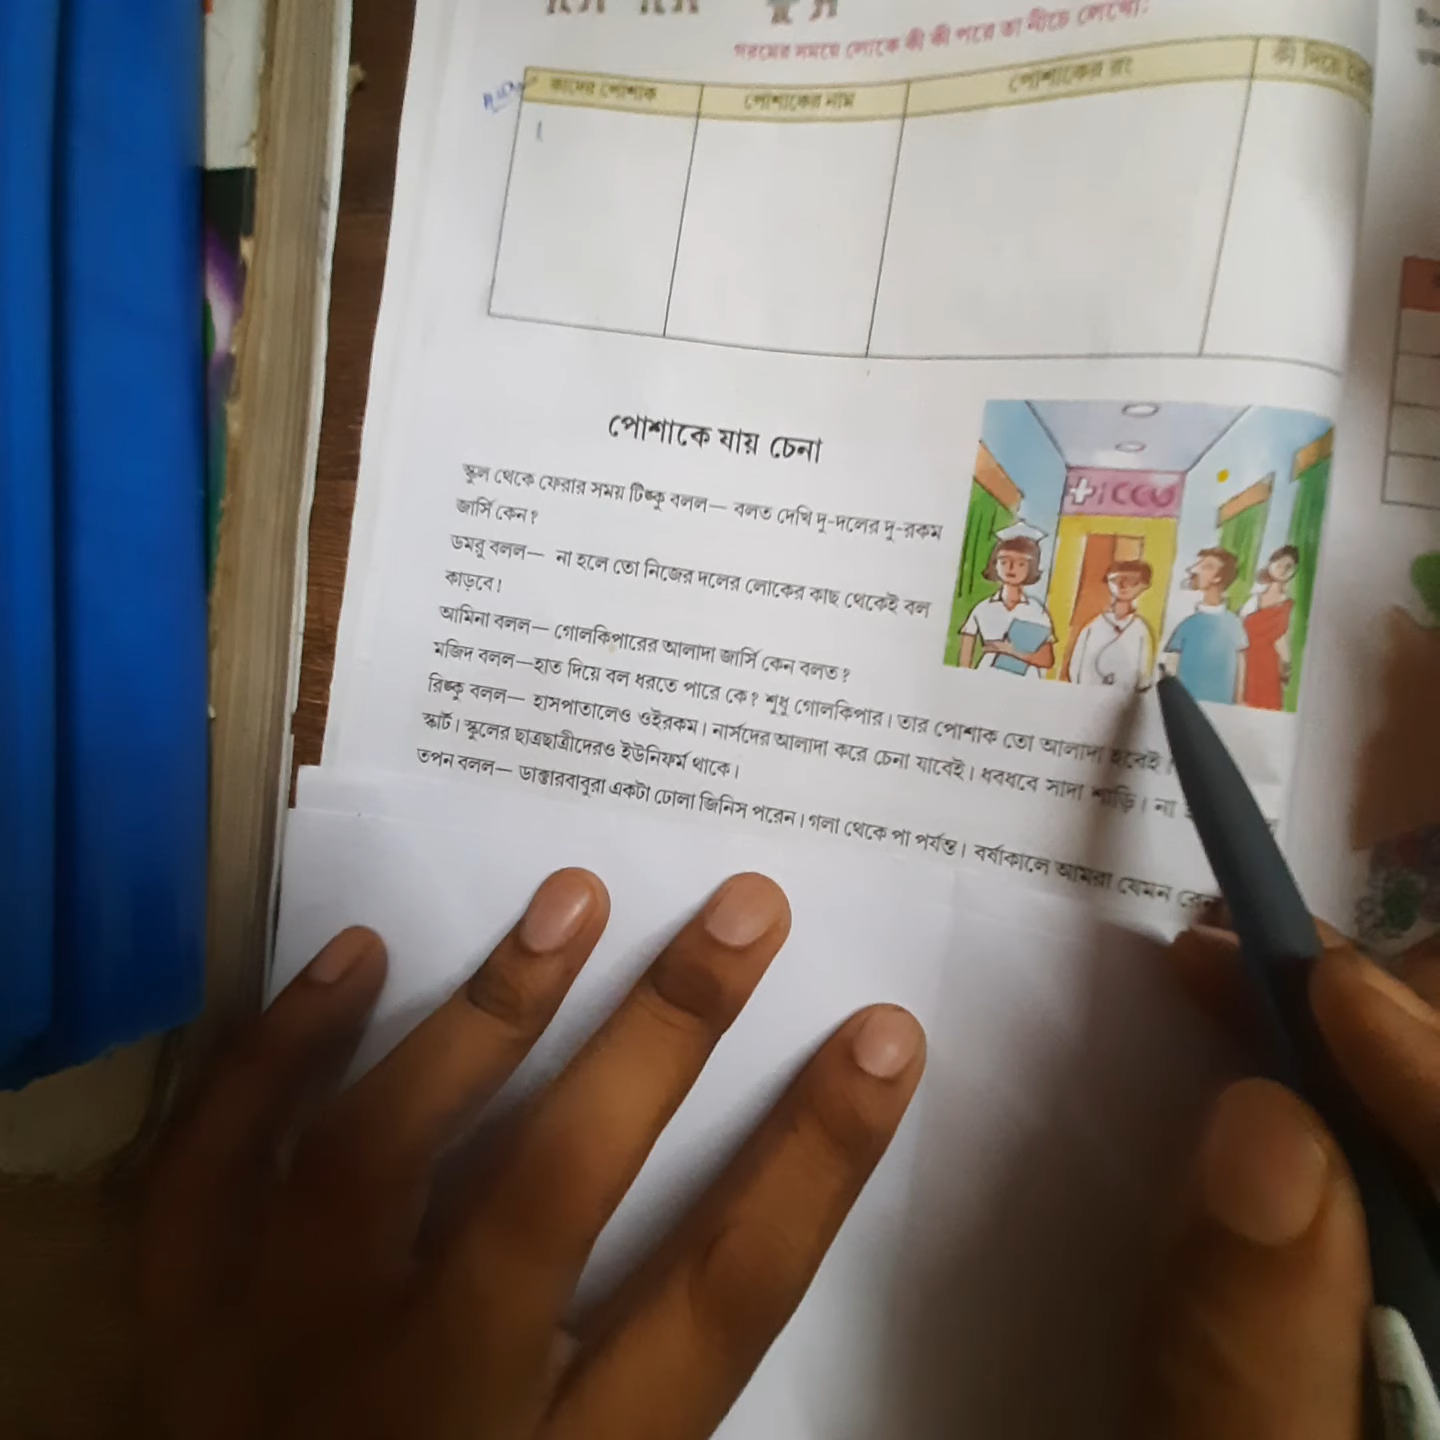 গরমের সময়ে লোকে কী কী পরে তা নীচে লেখো:
কাদের পোশাক
পোশাকের নাম
পোশাকের রং
কী দিয়ে
পোশাকে যায় চেনা
স্কুল থেকে ফেরার সময় টিঙ্কু বলল— বলত দেখি দু-দলের দু-রকম
জার্সি কেন?
ডমরু বলল— না হলে তো নিজের দলের লোকের কাছ থেকেই বল
কাড়বে।
আমিনা বলল— গোলকিপারের আলাদা জার্সি কেন বলত?
মজিদ বলল—হাত দিয়ে বল ধরতে পারে কে? শুধু গোলকিপার। তার পোশাক তো আলাদা হবেই।
রিঙ্কু বলল— হাসপাতালেও ওইরকম। নার্সদের আলাদা করে চেনা যাবেই। ধবধবে সাদা শাড়ি। না
স্কার্ট। স্কুলের ছাত্রছাত্রীদেরও ইউনিফর্ম থাকে।
তপন বলল— ডাক্তারবাবুরা একটা ঢোলা জিনিস পরেন। গলা থেকে পা পর্যন্ত। বর্ষাকালে আমরা যেমন
ICCU